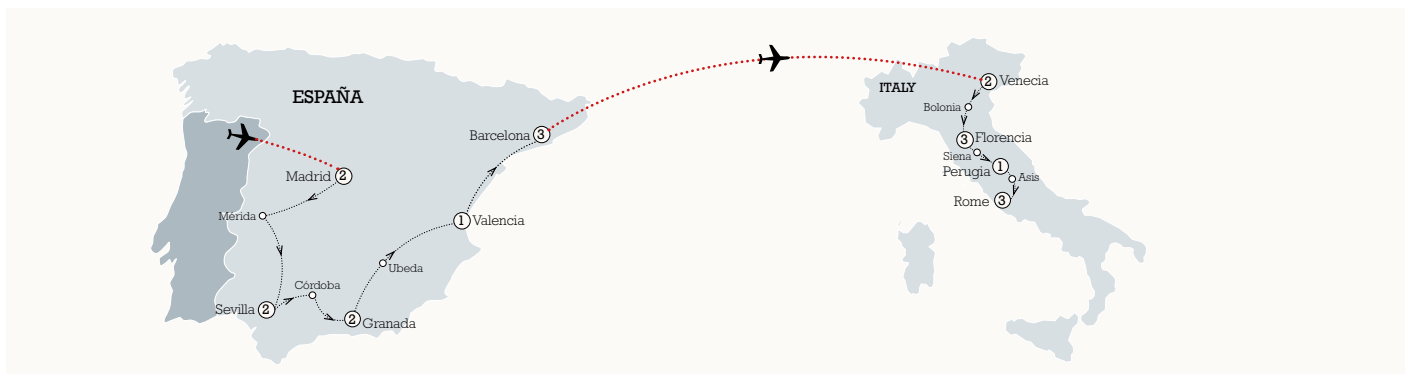 ESPAÑA
Madrid 2
Mérida
Sevilla 2
Córdoba
2 Granada
Ubeda
1 Valencia
Barcelona 3
ITALY
2 Venecia
Bolonia
3 Florencia
Siena
Perugia 1
Asis
Rome 3